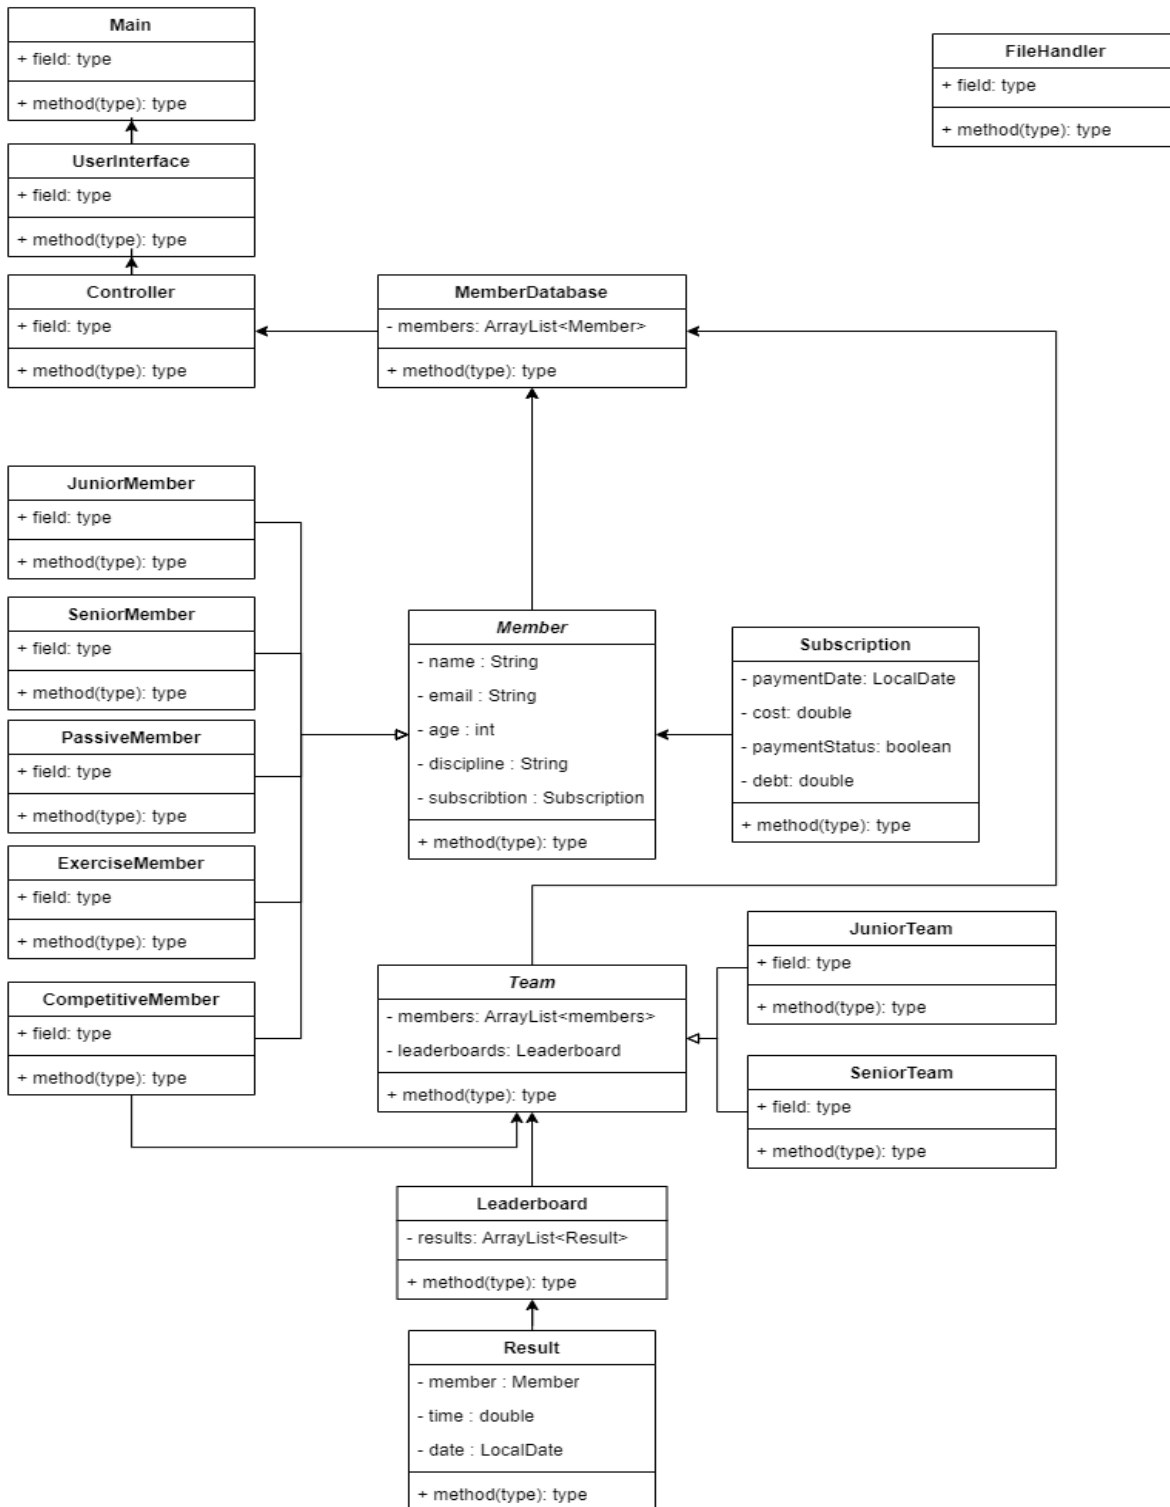 Main
+ field: type
+ method(type): type
FileHandler
+ field: type
+ method(type): type
UserInterface
+ field: type
+ method(type): type
Controller
+ field: type
+ method(type): type
MemberDatabase
- members: ArrayList<Member>
+ method(type): type
JuniorMember
+ field: type
+ method(type): type
SeniorMember
+ field: type
+ method(type): type
PassiveMember
+ field: type
+ method(type): type
ExerciseMember
+ field: type
+ method(type): type
CompetitiveMember
+ field: type
+ method(type): type
Member
- name : String
- email : String
- age : int
- discipline : String
- subscribtion : Subscription
+ method(type): type
Subscription
- paymentDate: LocalDate
- cost: double
- paymentStatus: boolean
- debt: double
+ method(type): type
Team
- members: ArrayList<members>
- leaderboards: Leaderboard
+ method(type): type
JuniorTeam
+ field: type
+ method(type): type
SeniorTeam
+ field: type
+ method(type): type
Leaderboard
- results: ArrayList<Result>
+ method(type): type
Result
- member : Member
- time : double
- date : LocalDate
+ method(type): type